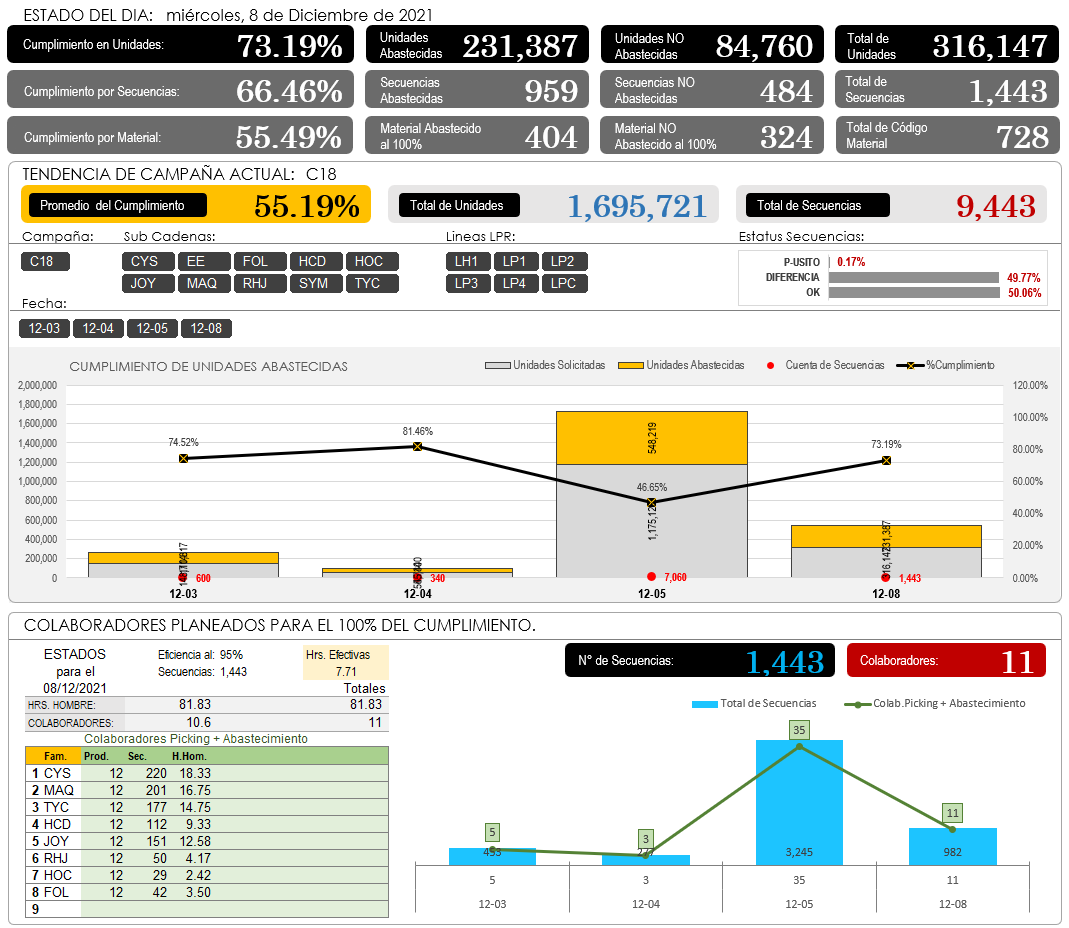 ESTADO DEL DIA: miércoles, 8 de Diciembre de 2021
Cumplimiento en Unidades: 73.19%
Unidades Abastecidas 231,387
Unidades NO Abastecidas 84,760
Total de Unidades 316,147
Cumplimiento por Secuencias: 66.46%
Secuencias Abastecidas 959
Secuencias NO Abastecidas 484
Total de Secuencias 1,443
Cumplimiento por Material: 55.49%
Material Abastecido al 100% 404
Material NO Abastecido al 100% 324
Total de Código Material 728
TENDENCIA DE CAMPAÑA ACTUAL: C18
Promedio del Cumplimiento 55.19%
Total de Unidades 1,695,721
Total de Secuencias 9,443
Campaña: Sub Cadenas: Lineas LPR: Estatus Secuencias:
C18 CYS EE FOL HCD HOC LH1 LP1 LP2
JOY MAQ RHJ SYM TYC LP3 LP4 LPC
P-USITO 0.17%
DIFERENCIA 49.77%
OK 50.06%
Fecha:
12-03 12-04 12-05 12-08
CUMPLIMIENTO DE UNIDADES ABASTECIDAS
Unidades Solicitadas Unidades Abastecidas Cuenta de Secuencias %Cumplimiento
2,000,000 120.00%
1,800,000
1,600,000 100.00%
1,400,000
1,200,000 80.00%
1,000,000 60.00%
800,000
600,000 40.00%
400,000
200,000 20.00%
0 0.00%
74.52% 81.46% 46.65% 73.19%
548,219
231,387
600 340 7,060 1,443
12-03 12-04 12-05 12-08
COLABORADORES PLANEADOS PARA EL 100% DEL CUMPLIMIENTO.
ESTADOS para el 08/12/2021
Eficiencia al: 95%
Secuencias: 1,443
Hrs. Efectivas
7.71
Totales
HRS. HOMBRE: 81.83 81.83
COLABORADORES: 10.6 11
Colaboradores Picking + Abastecimiento
Fam. Prod. Sec. H.Hom.
1 CYS 12 220 18.33
2 MAQ 12 201 16.75
3 TYC 12 177 14.75
4 HCD 12 112 9.33
5 JOY 12 151 12.58
6 RHJ 12 50 4.17
7 HOC 12 29 2.42
8 FOL 12 42 3.50
9
N° de Secuencias: 1,443
Colaboradores: 11
Total de Secuencias Colab.Picking + Abastecimiento
5 3 35 11
3,245 982
5 3 35 11
12-03 12-04 12-05 12-08